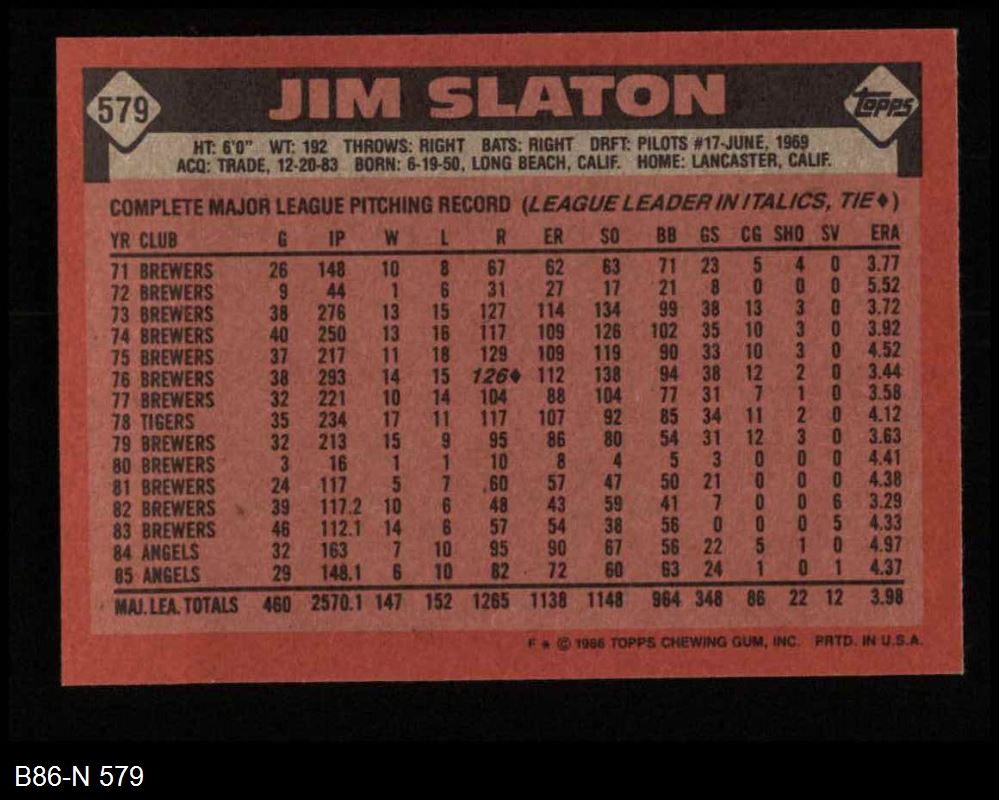 579
JIM SLATON
Topps
HT: 6'0" WT: 192 THROWS: RIGHT BATS: RIGHT DRFT: PILOTS #17-JUNE, 1969
ACQ: TRADE, 12-20-83 BORN: 6-19-50, LONG BEACH, CALIF. HOME: LANCASTER, CALIF.
COMPLETE MAJOR LEAGUE PITCHING RECORD (LEAGUE LEADER IN ITALICS, TIE♦)
YR CLUB G IP W L R ER SO BB GS CG SHO SV ERA
71 BREWERS 26 148 10 8 67 62 63 71 23 5 4 0 3.77
72 BREWERS 9 44 1 6 31 27 17 21 8 0 0 0 5.52
73 BREWERS 38 276 13 15 127 114 134 99 38 13 3 0 3.72
74 BREWERS 40 250 13 16 117 109 126 102 35 10 3 0 3.92
75 BREWERS 37 217 11 18 129 109 119 90 33 10 3 0 4.52
76 BREWERS 38 293 14 15 126♦ 112 138 94 38 12 2 0 3.44
77 BREWERS 32 221 10 14 104 88 104 77 31 7 1 0 3.58
78 TIGERS 35 234 17 11 117 107 92 85 34 11 2 0 4.12
79 BREWERS 32 213 15 9 95 86 80 54 31 12 3 0 3.63
80 BREWERS 3 16 1 1 10 8 4 5 3 0 0 0 4.41
81 BREWERS 24 117 5 7 60 57 47 50 21 0 0 0 4.38
82 BREWERS 39 117.2 10 6 48 43 59 41 7 0 0 6 3.29
83 BREWERS 46 112.1 14 6 57 54 38 56 0 0 0 5 4.33
84 ANGELS 32 163 7 10 95 90 67 56 22 5 1 0 4.97
85 ANGELS 29 148.1 6 10 82 72 60 63 24 1 0 1 4.37
MAJ. LEA. TOTALS 460 2570.1 147 152 1265 1138 1148 964 348 86 22 12 3.98
F * © 1986 TOPPS CHEWING GUM, INC. PRTD. IN U.S.A.
B86-N 579